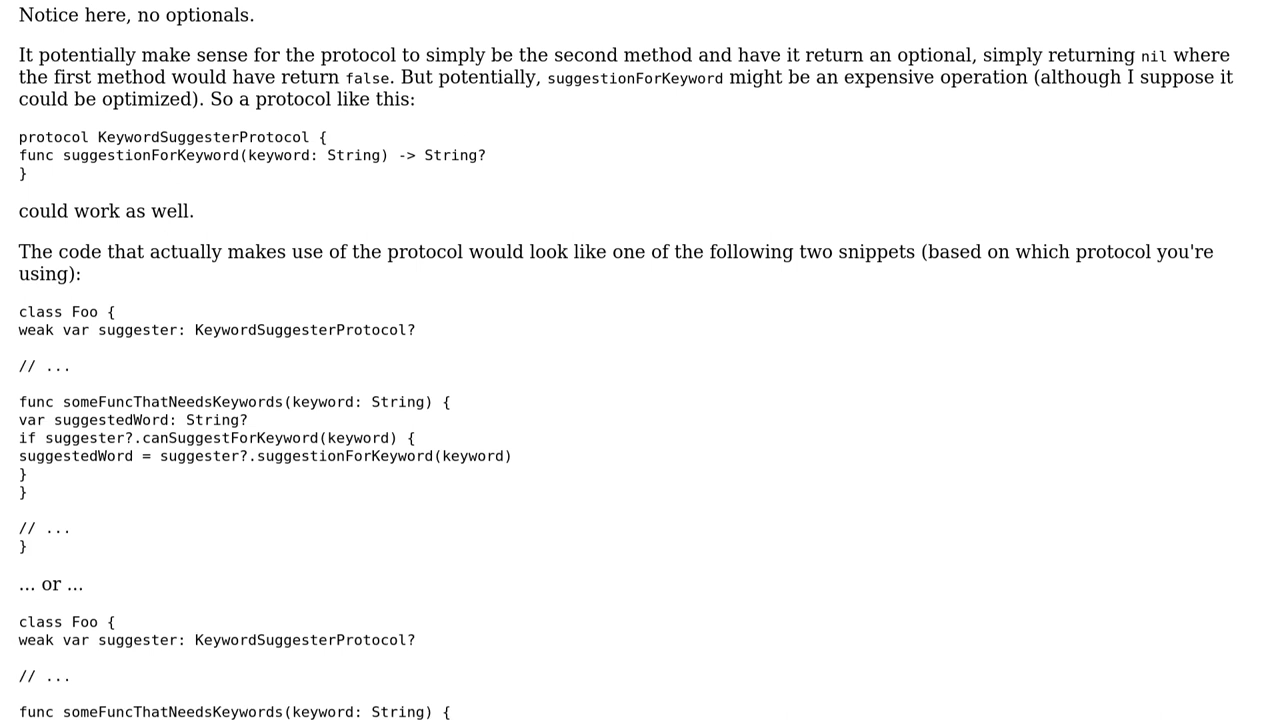 Notice here, no optionals.
It potentially make sense for the protocol to simply be the second method and have it return an optional, simply returning nil where
the first method would have return false. But potentially, suggestionForKeyword might be an expensive operation (although I suppose it
could be optimized). So a protocol like this:
protocol KeywordSuggesterProtocol {
func suggestionForKeyword(keyword: String) -> String?
}
could work as well.
The code that actually makes use of the protocol would look like one of the following two snippets (based on which protocol you're
using):
class Foo {
weak var suggester: KeywordSuggesterProtocol?
// ...
func someFuncThatNeedsKeywords(keyword: String) {
var suggestedWord: String?
if suggester?.canSuggestForKeyword(keyword) {
suggestedWord = suggester?.suggestionForKeyword(keyword)
}
}
// ...
}
... or ...
class Foo {
weak var suggester: KeywordSuggesterProtocol?
// ...
func someFuncThatNeedsKeywords(keyword: String) {